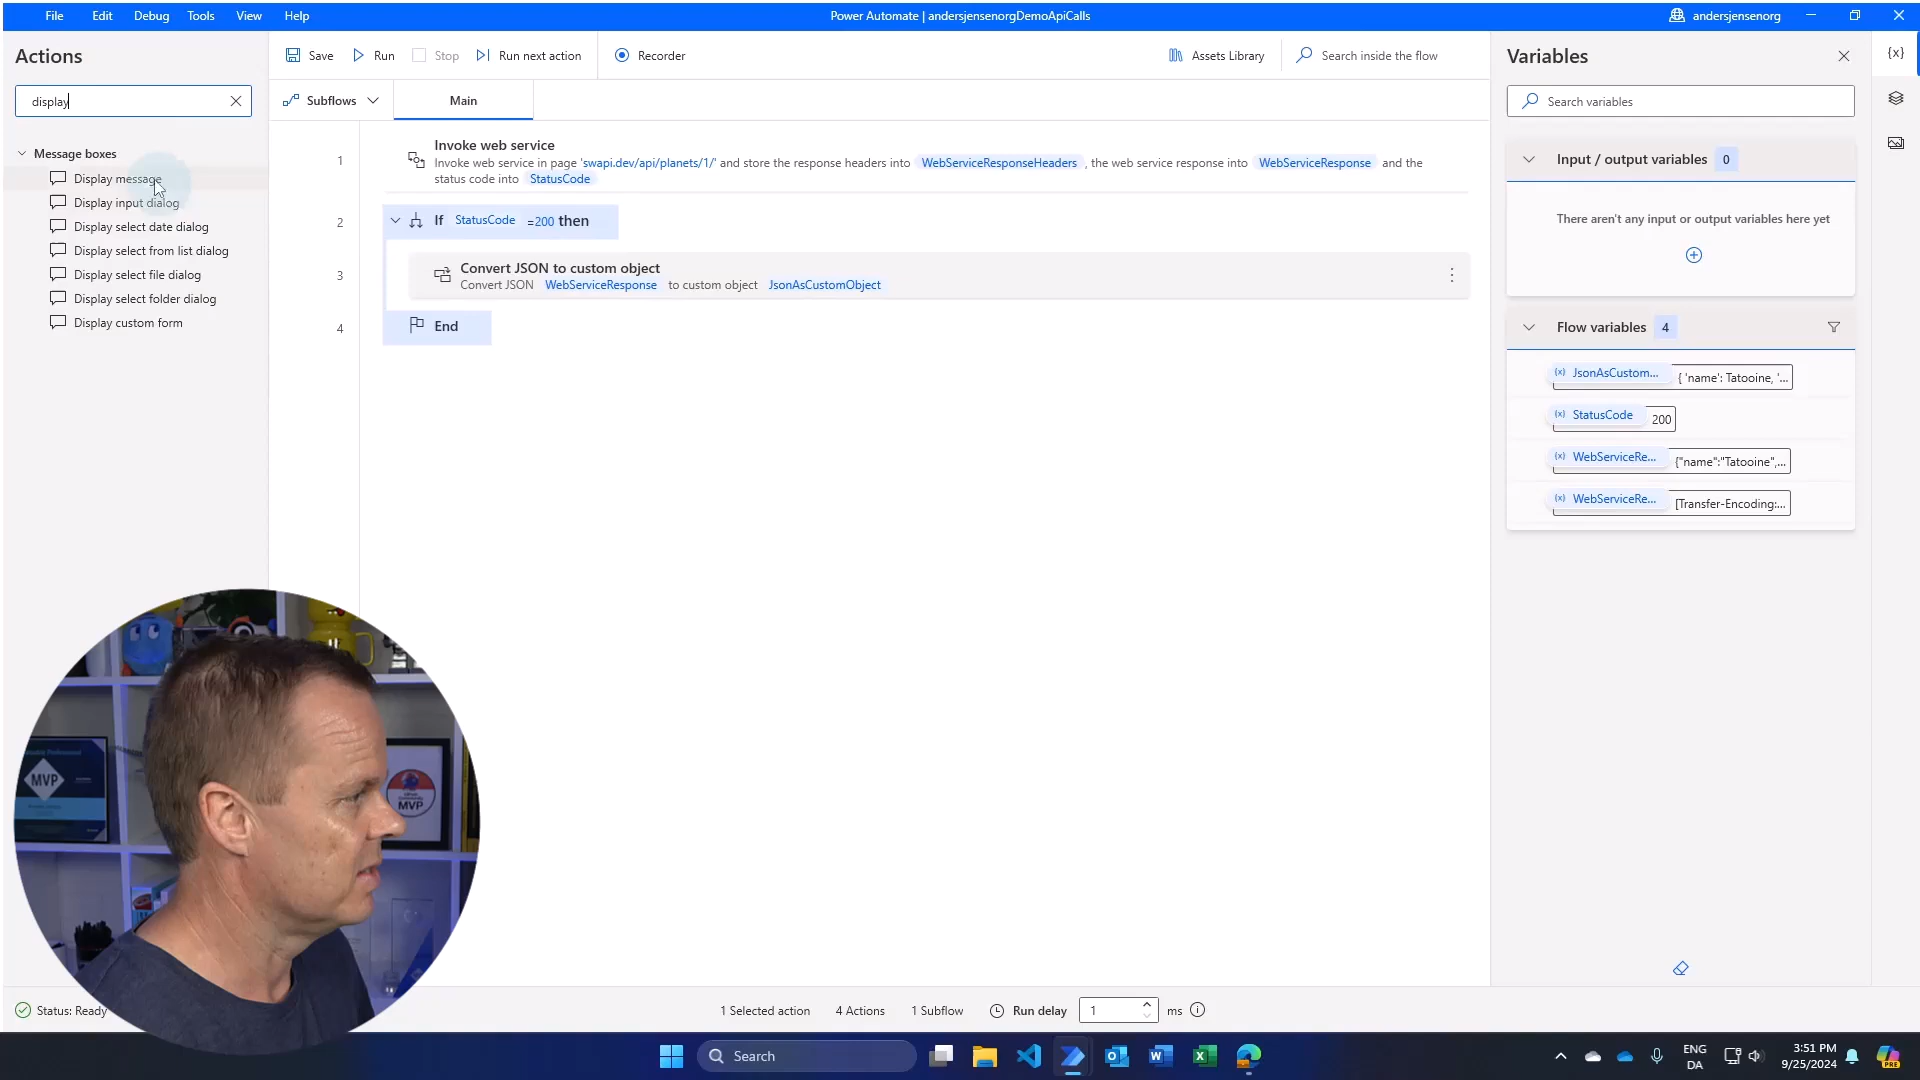 File Edit Debug Tools View Help
Power Automate | andersjensenorgDemoApiCalls
andersjensenorg
Actions
display
Message boxes
Display message
Display input dialog
Display select date dialog
Display select from list dialog
Display select file dialog
Display select folder dialog
Display custom form
Save Run Stop Run next action Recorder
Assets Library Search inside the flow
Subflows Main
1
Invoke web service
Invoke web service in page 'swapi.dev/api/planets/1/' and store the response headers into WebServiceResponseHeaders , the web service response into WebServiceResponse and the
status code into StatusCode
2 If StatusCode =200 then
3
Convert JSON to custom object
Convert JSON WebServiceResponse to custom object JsonAsCustomObject
4 End
Variables
{x}
Search variables
Input / output variables 0
There aren't any input or output variables here yet
Flow variables 4
(x) JsonAsCustom... { 'name': Tatooine, '...
(x) StatusCode 200
(x) WebServiceRe... {"name":"Tatooine",...
(x) WebServiceRe... [Transfer-Encoding:...
MVP
MVP
Status: Ready
1 Selected action 4 Actions 1 Subflow Run delay 1 ms
Search
ENG
DA
3:51 PM
9/25/2024
PRE